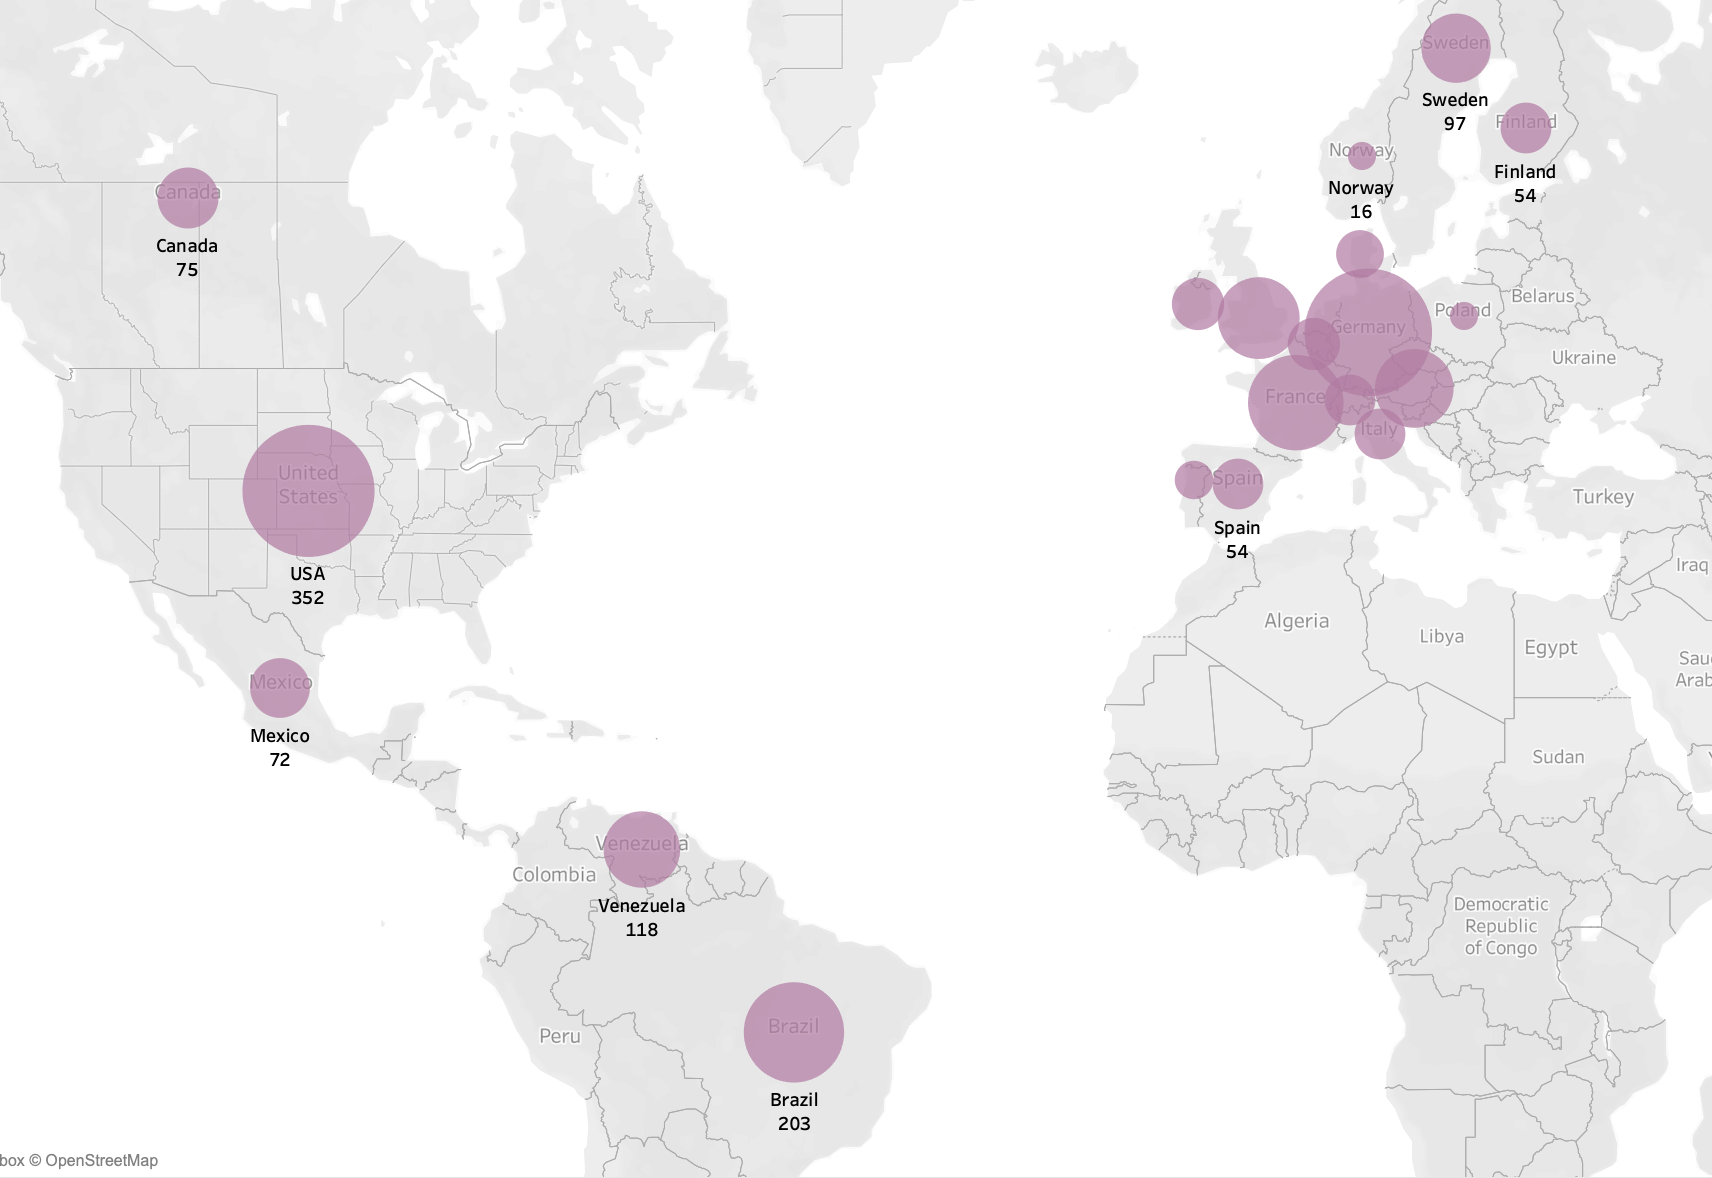 Sweden
Sweden
97
Finland
Finland
54
Norway
Norway
16
Canada
Canada
75
Belarus
Poland
Germany
Ukraine
France
Italy
United
States
USA
352
Spain
Spain
54
Turkey
Iraq
Algeria
Libya
Egypt
Sau
Arab
Mexico
Mexico
72
Sudan
Venezuela
Colombia
Venezuela
118
Democratic
Republic
of Congo
Brazil
Peru
Brazil
203
box © OpenStreetMap